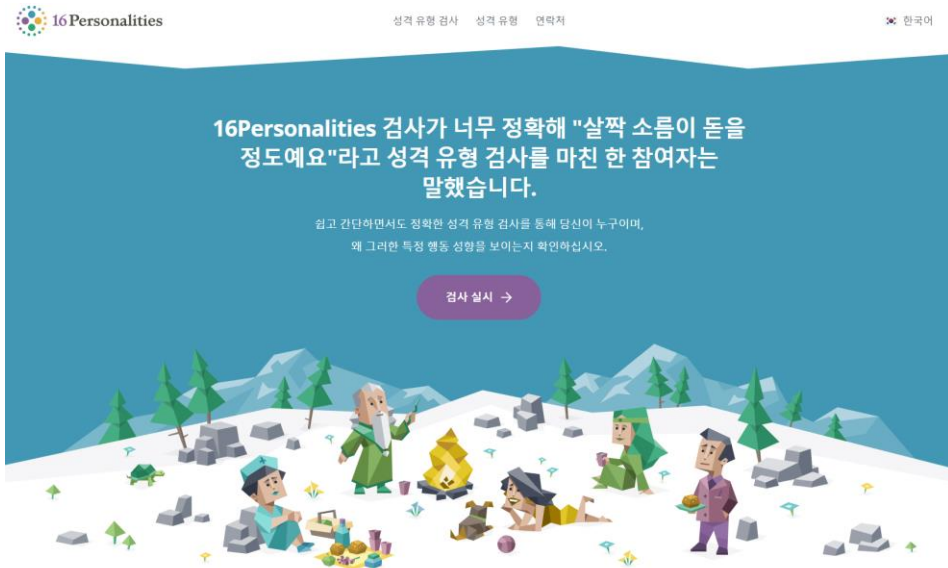 16 Personalities
성격 유형 검사 성격 유형 연락처
한국어
16Personalities 검사가 너무 정확해 "살짝 소름이 돋을
정도예요"라고 성격 유형 검사를 마친 한 참여자는
말했습니다.
쉽고 간단하면서도 정확한 성격 유형 검사를 통해 당신이 누구이며,
왜 그러한 특정 행동 성향을 보이는지 확인하십시오.
검사 실시 →